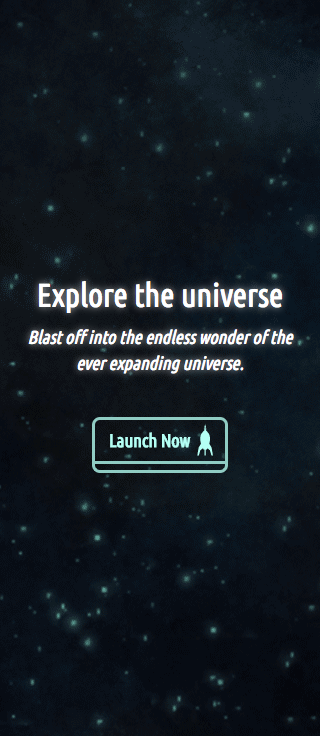 Explore the universe
Blast off into the endless wonder of the
ever expanding universe.
Launch Now